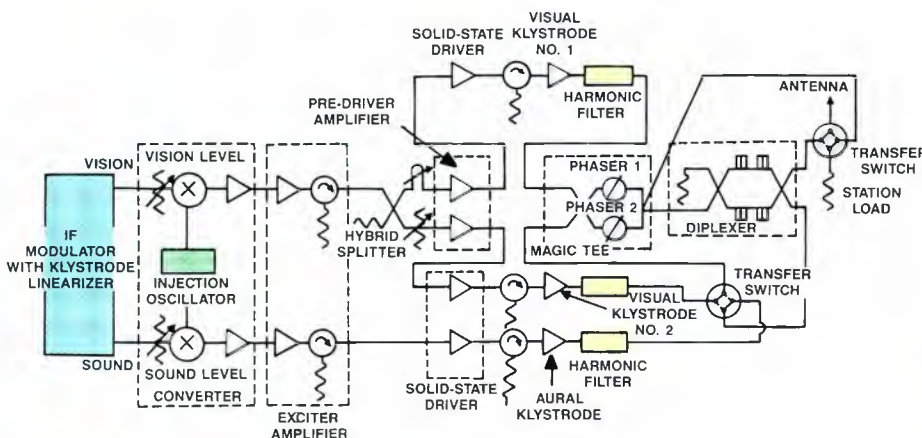 VISUAL
SOLID-STATE KLYSTRODE
DRIVER NO. 1
HARMONIC
FILTER
PRE-DRIVER
AMPLIFIER
ANTENNA
TRANSFER
SWITCH
STATION
LOAD
VISION
VISION LEVEL
PHASER 1
PHASER 2
MAGIC TEE
DIPLEXER
HYBRID
SPLITTER
IF
MODULATOR
WITH KLYSTRODE
LINEARIZER
INJECTION
OSCILLATOR
TRANSFER
SWITCH
VISUAL
KLYSTRODE
NO. 2
SOUND
SOUND LEVEL
CONVERTER
HARMONIC
FILTER
SOLID-STATE
DRIVER
AURAL
KLYSTRODE
EXCITER
AMPLIFIER